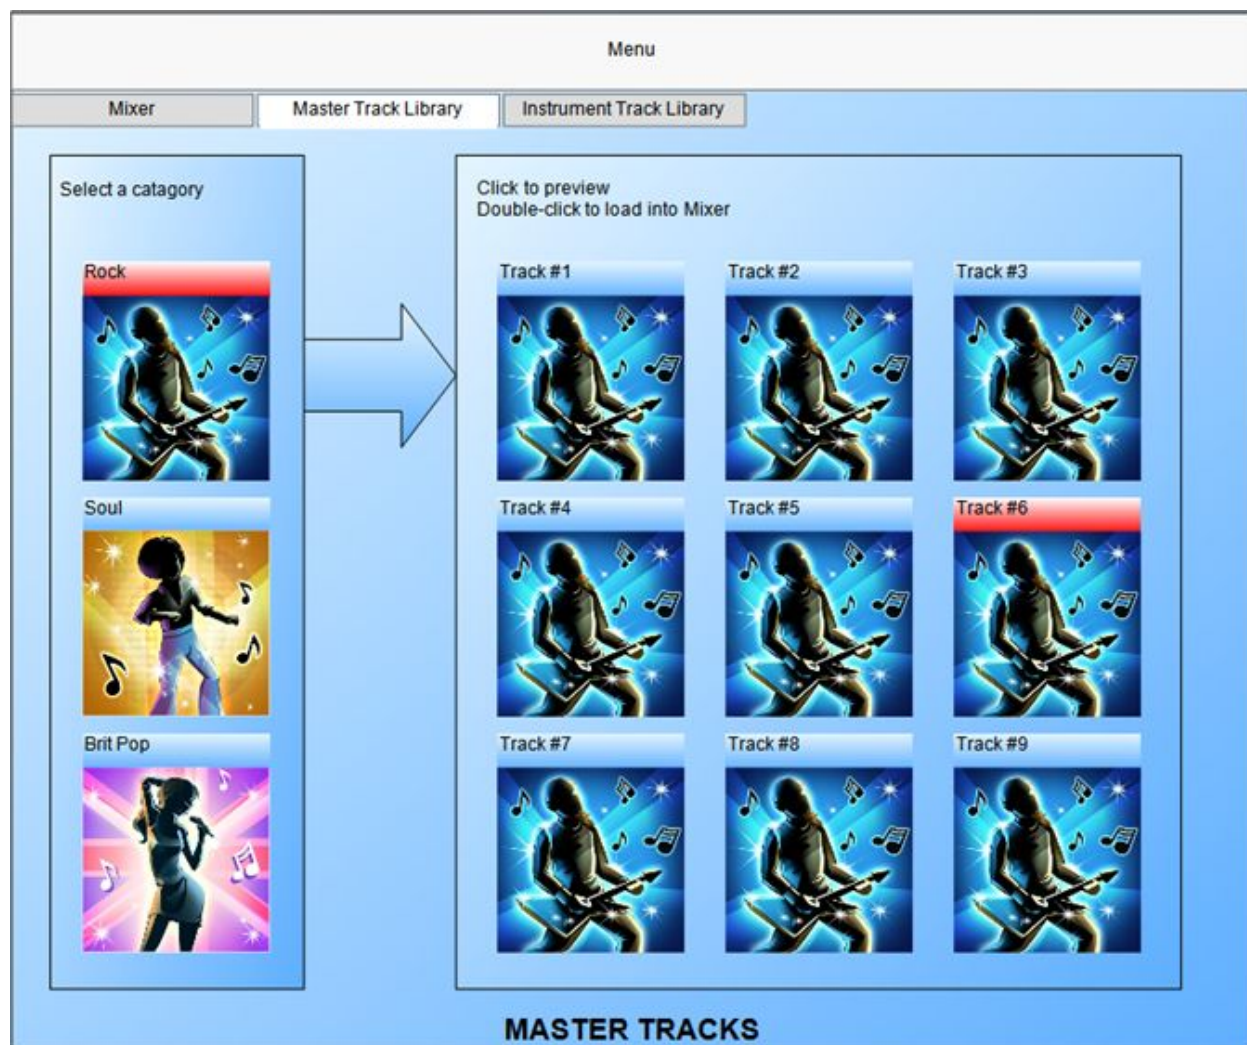 Menu
Mixer
Master Track Library
Instrument Track Library
Select a catagory
Click to preview
Double-click to load into Mixer
Rock
Soul
Brit Pop
Track #1
Track #2
Track #3
Track #4
Track #5
Track #6
Track #7
Track #8
Track #9
MASTER TRACKS